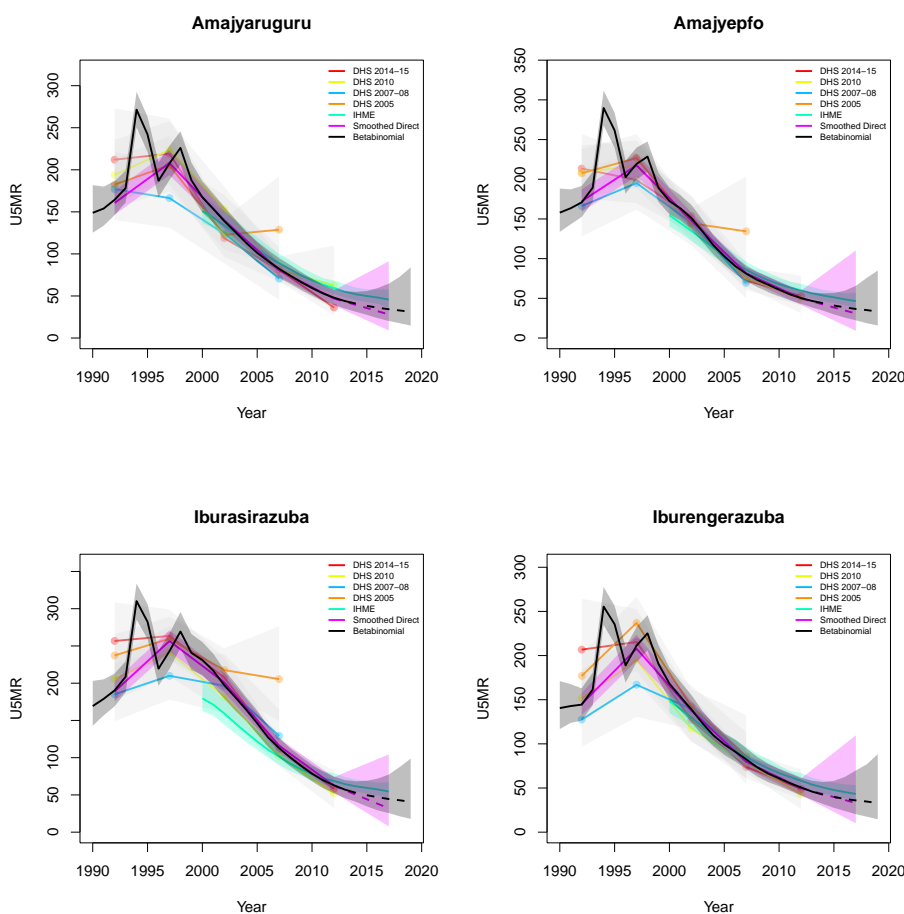 Amajyaruguru
U5MR
300
250
200
150
100
50
0
DHS 2014−15
DHS 2010
DHS 2007−08
DHS 2005
IHME
Smoothed Direct
Betabinomial
1990 1995 2000 2005 2010 2015 2020
Year
Amajyepfo
U5MR
350
300
250
200
150
100
50
0
DHS 2014−15
DHS 2010
DHS 2007−08
DHS 2005
IHME
Smoothed Direct
Betabinomial
1990 1995 2000 2005 2010 2015 2020
Year
Iburasirazuba
U5MR
300
200
100
50
0
DHS 2014−15
DHS 2010
DHS 2007−08
DHS 2005
IHME
Smoothed Direct
Betabinomial
1990 1995 2000 2005 2010 2015 2020
Year
Iburengerazuba
U5MR
300
250
200
150
100
50
0
DHS 2014−15
DHS 2010
DHS 2007−08
DHS 2005
IHME
Smoothed Direct
Betabinomial
1990 1995 2000 2005 2010 2015 2020
Year